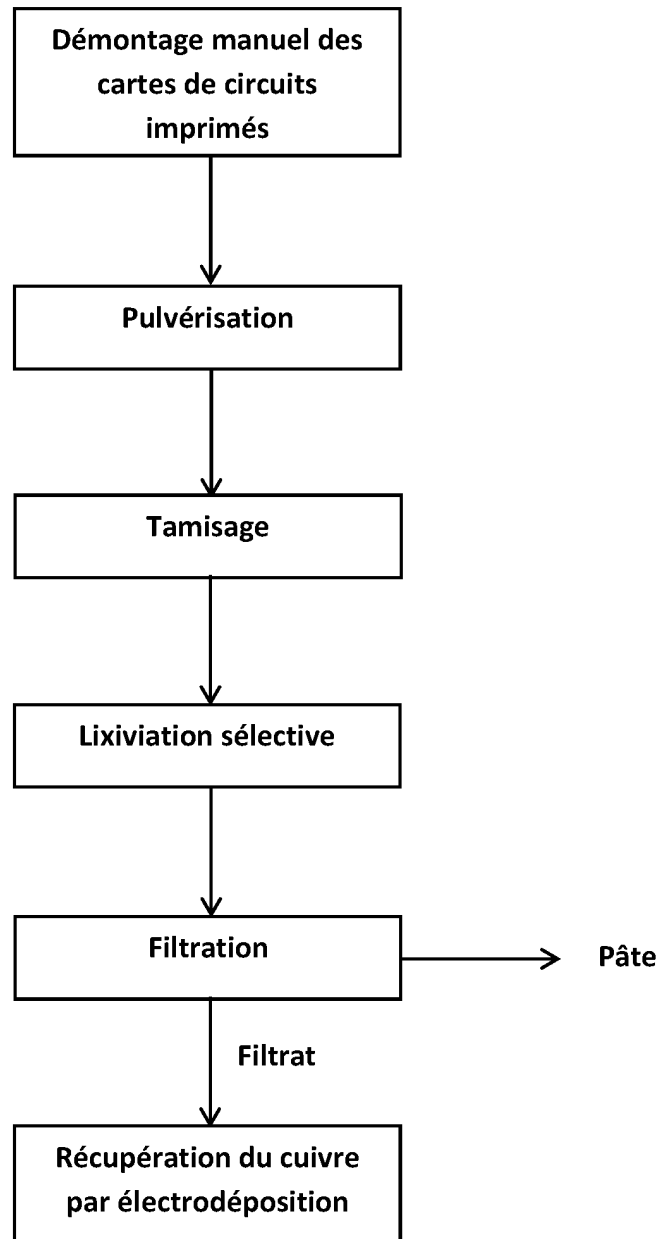 Démontage manuel des
cartes de circuits
imprimés
Pulvérisation
Tamisage
Lixiviation sélective
Filtration
Pâte
Filtrat
Récupération du cuivre
par électrodéposition